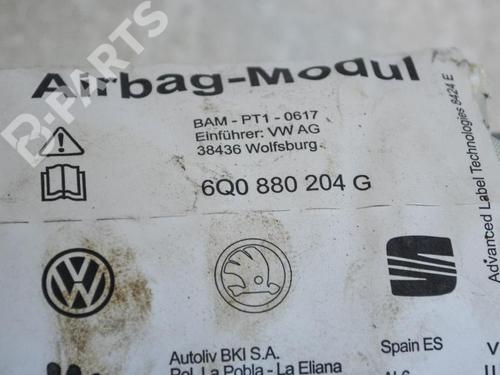 B-PARTS
Airbag-Modul
BAM - PT1 - 0617
Einführer: VW AG
38436 Wolfsburg
6Q0 880 204 G
Advanced Label Technologies 8424 E
Autoliv BKI S.A.
Pol. La Pobla - La Eliana
Spain ES